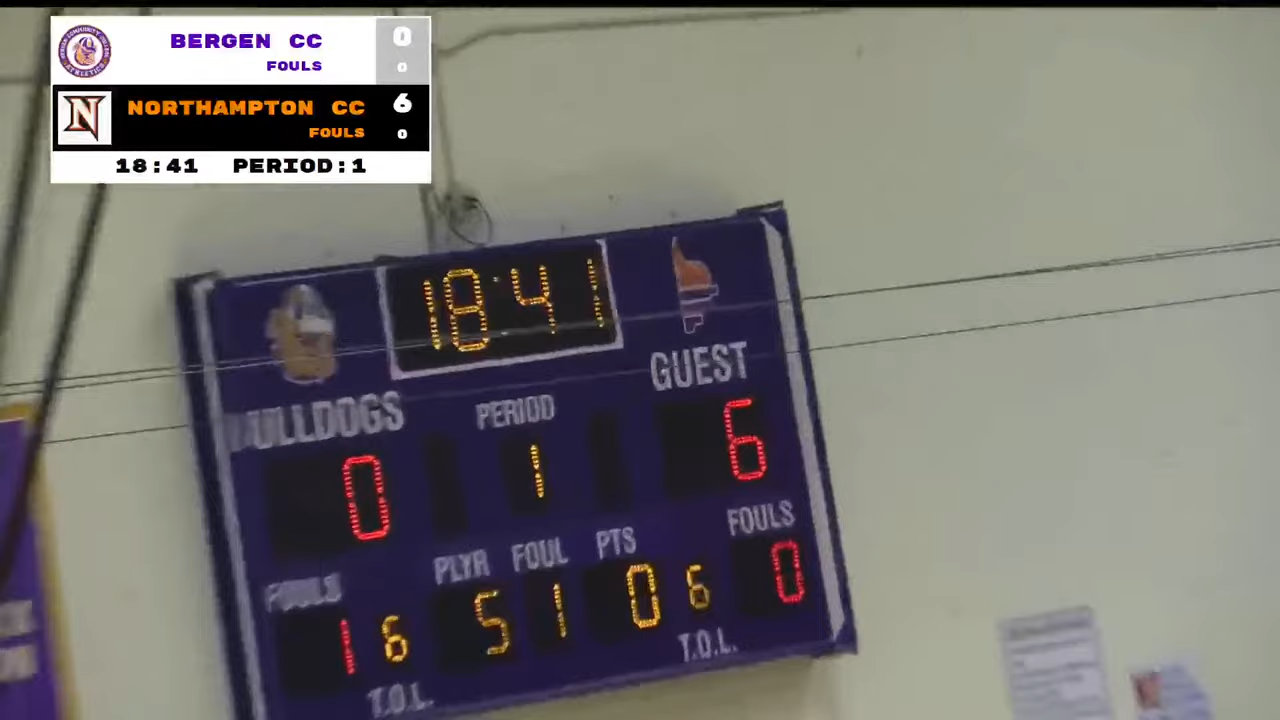 BERGEN CC 0
FOULS 0
N
NORTHAMPTON CC 6
FOULS 0
18:41 PERIOD:1
18:41
GUEST
ULLDOGS PERIOD
0 1 6
FOULS PLYR FOUL PTS FOULS
1 6 5 1 0 6 0
T.O.L. T.O.L.